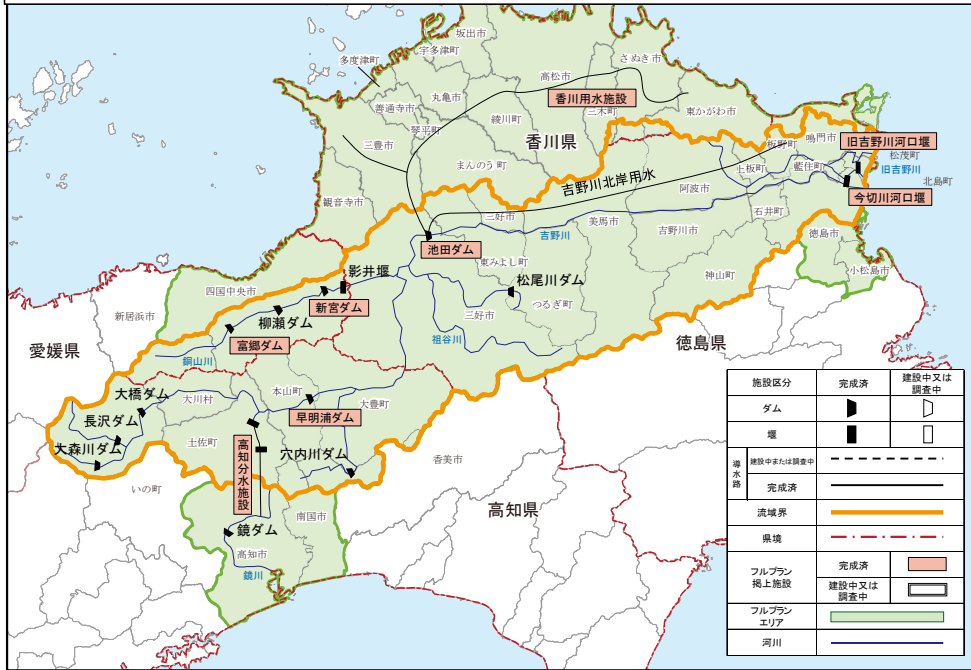 坂出市
宇多津町
多度津町
さぬき市
高松市
丸亀市
善通寺市
香川用水施設
琴平町
綾川町
三木町
東かがわ市
三豊市
香川県
まんのう町
鳴門市
板野町
旧吉野川河口堰
松茂町
藍住町
上板町
旧吉野川
北島町
吉野川北岸用水
阿波市
今切川河口堰
観音寺市
石井町
三好市
美馬市
吉野川
吉野川市
徳島市
池田ダム
東みよし町
小松島市
影井堰
松尾川ダム
神山町
四国中央市
新宮ダム
つるぎ町
新居浜市
柳瀬ダム
三好市
富郷ダム
祖谷川
徳島県
愛媛県
銅山川
大橋ダム
大川村
本山町
大豊町
早明浦ダム
長沢ダム
大森川ダム
土佐町
高知分水施設
穴内川ダム
香美市
いの町
南国市
高知県
鏡ダム
高知市
鏡川
施設区分 完成済 建設中又は
調査中
ダム
堰
導水路
建設中または調査中
完成済
流域界
県境
フルプラン
掲上施設
完成済
建設中又は
調査中
フルプラン
エリア
河川